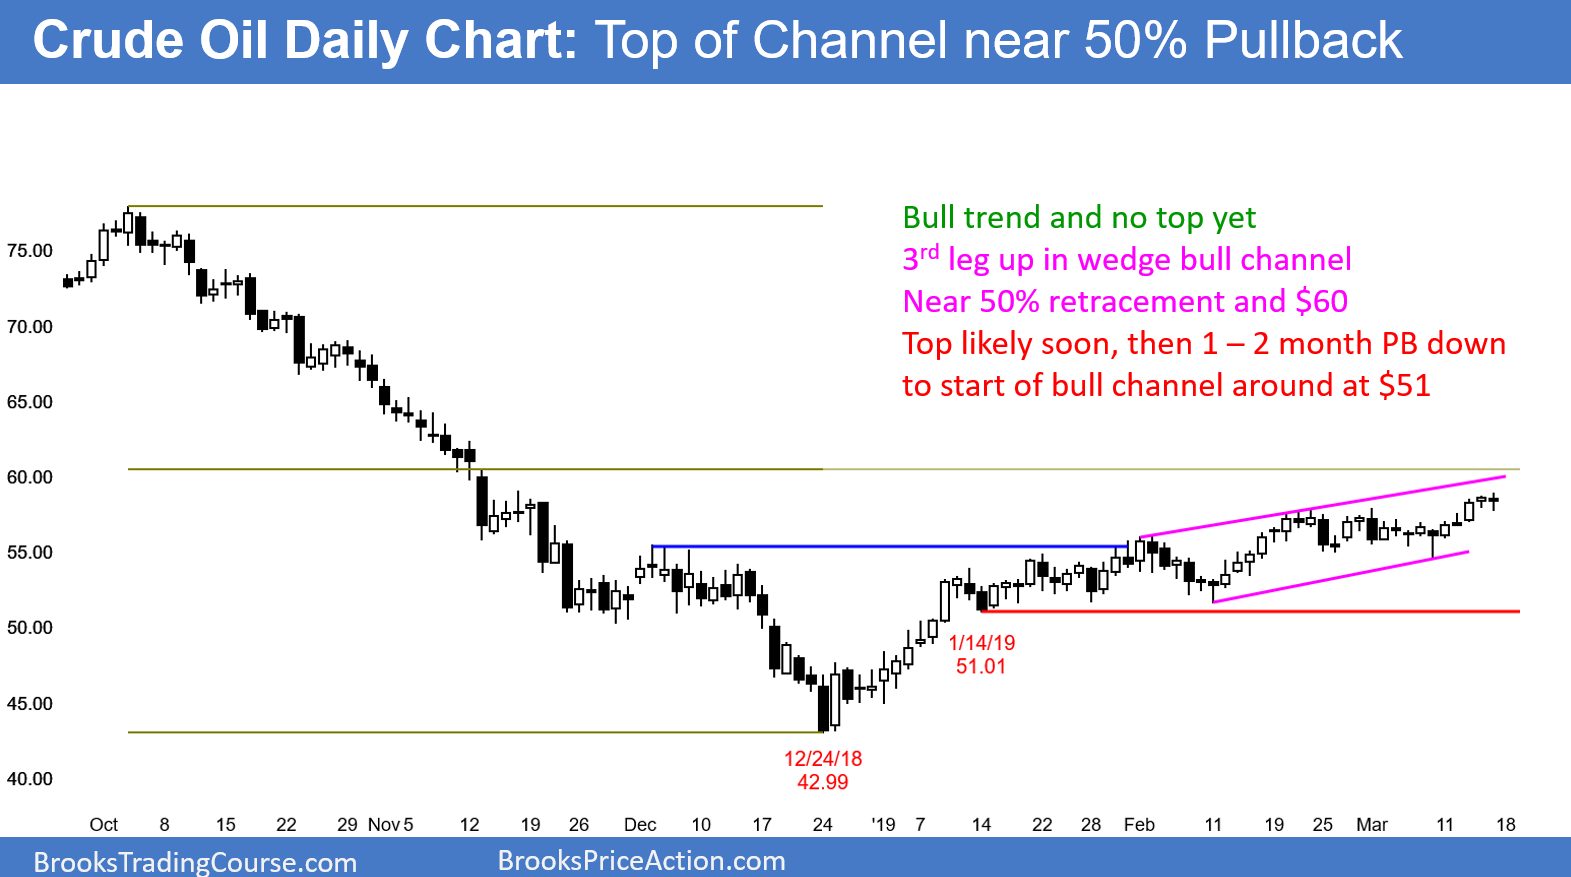 Crude Oil Daily Chart: Top of Channel near 50% Pullback
Bull trend and no top yet
3rd leg up in wedge bull channel
Near 50% retracement and $60
Top likely soon, then 1 – 2 month PB down
to start of bull channel around at $51
75.00
70.00
65.00
60.00
55.00
50.00
45.00
40.00
1/14/19
51.01
12/24/18
42.99
Oct 8 15 22 29 Nov 5 12 19 26 Dec 10 17 24 '19 7 14 22 28 Feb 11 19 25 Mar 11 18
BrooksTradingCourse.com BrooksPriceAction.com